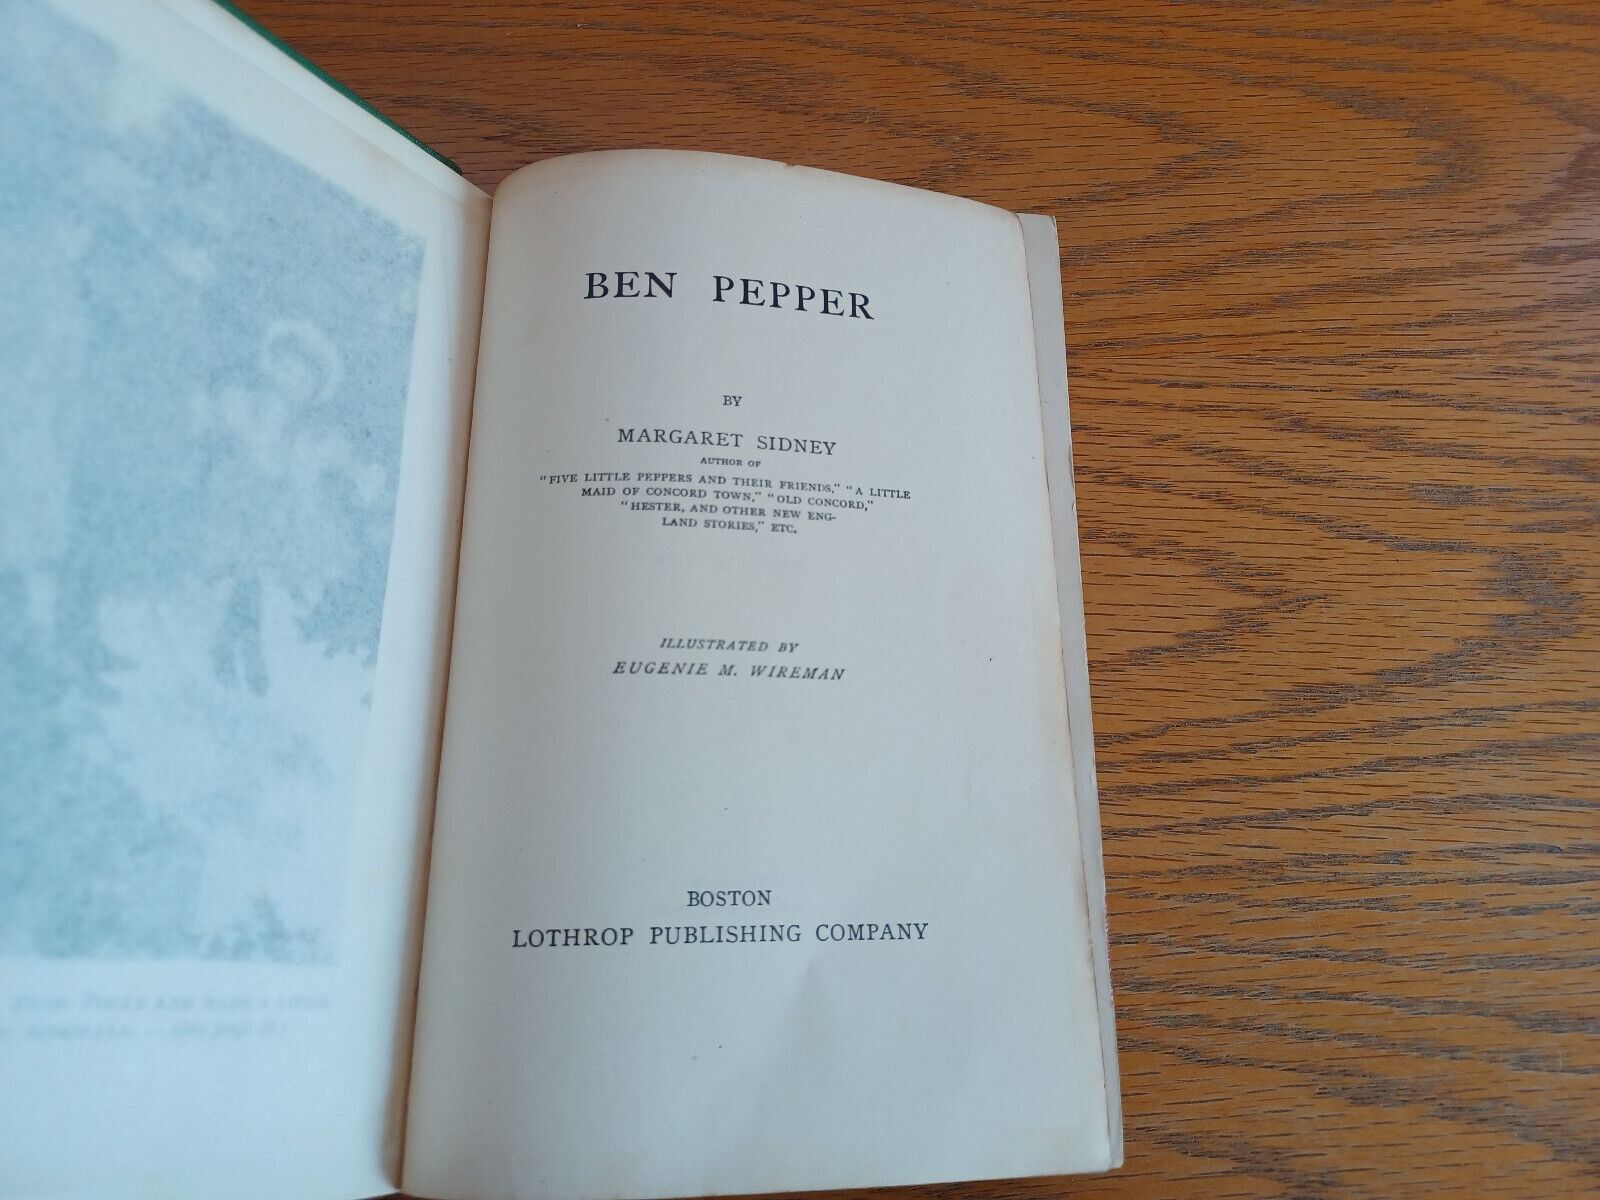 BEN PEPPER
BY
MARGARET SIDNEY
AUTHOR OF
"FIVE LITTLE PEPPERS AND THEIR FRIENDS," "A LITTLE
MAID OF CONCORD TOWN," "OLD CONCORD,"
"HESTER, AND OTHER NEW ENG-
LAND STORIES," ETC.
ILLUSTRATED BY
EUGENIE M. WIREMAN
BOSTON
LOTHROP PUBLISHING COMPANY